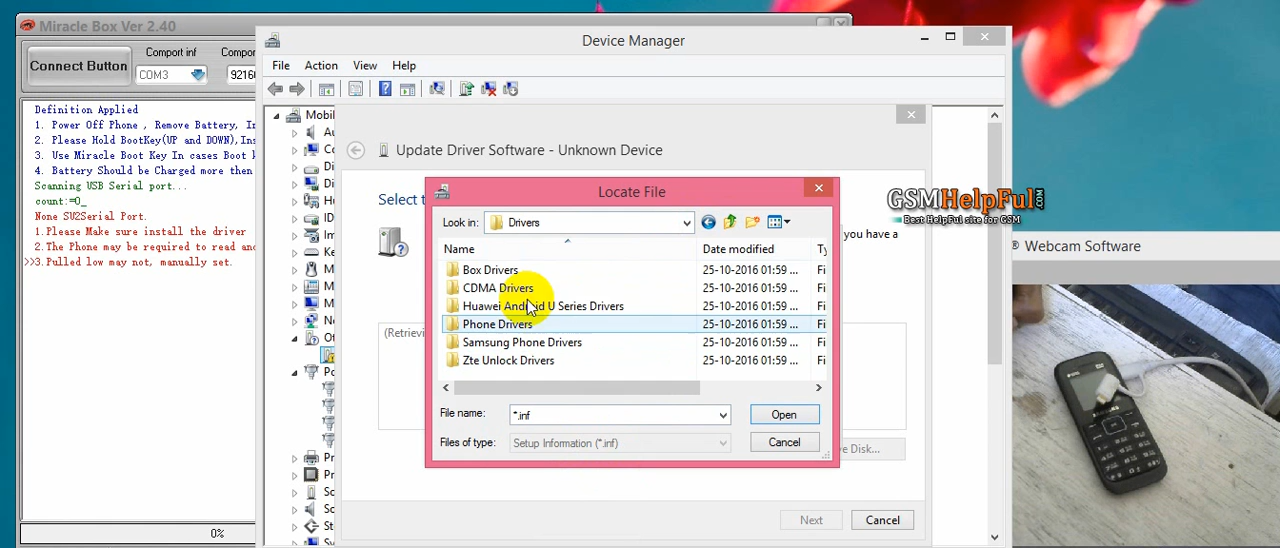 Miracle Box Ver 2.40
Connect Button
Comport inf
COM3
Definition Applied
1. Power Off Phone , Remove Battery,
2. Please Hold BootKey(UP and DOWN),
3. Use Miracle Boot Key In cases Boot
4. Battery Should be Charged more then
Scanning USB Serial port...
count:=0_
None SU2Serial Port.
1.Please Make sure install the driver
2.The Phone may be required to read
>>3.Pulled low may not, manually set.
0%
Device Manager
File Action View Help
Update Driver Software - Unknown Device
you have a
Locate File
Look in: Drivers
Name Date modified
Box Drivers 25-10-2016 01:59 ...
CDMA Drivers 25-10-2016 01:59 ...
Huawei Android U Series Drivers 25-10-2016 01:59 ...
Phone Drivers 25-10-2016 01:59 ...
Samsung Phone Drivers 25-10-2016 01:59 ...
Zte Unlock Drivers 25-10-2016 01:59 ...
File name: *.inf Open
Files of type: Setup Information (*.inf) Cancel
Next Cancel
GSMHelpFul.COM
Best HelpFul site for GSM
® Webcam Software